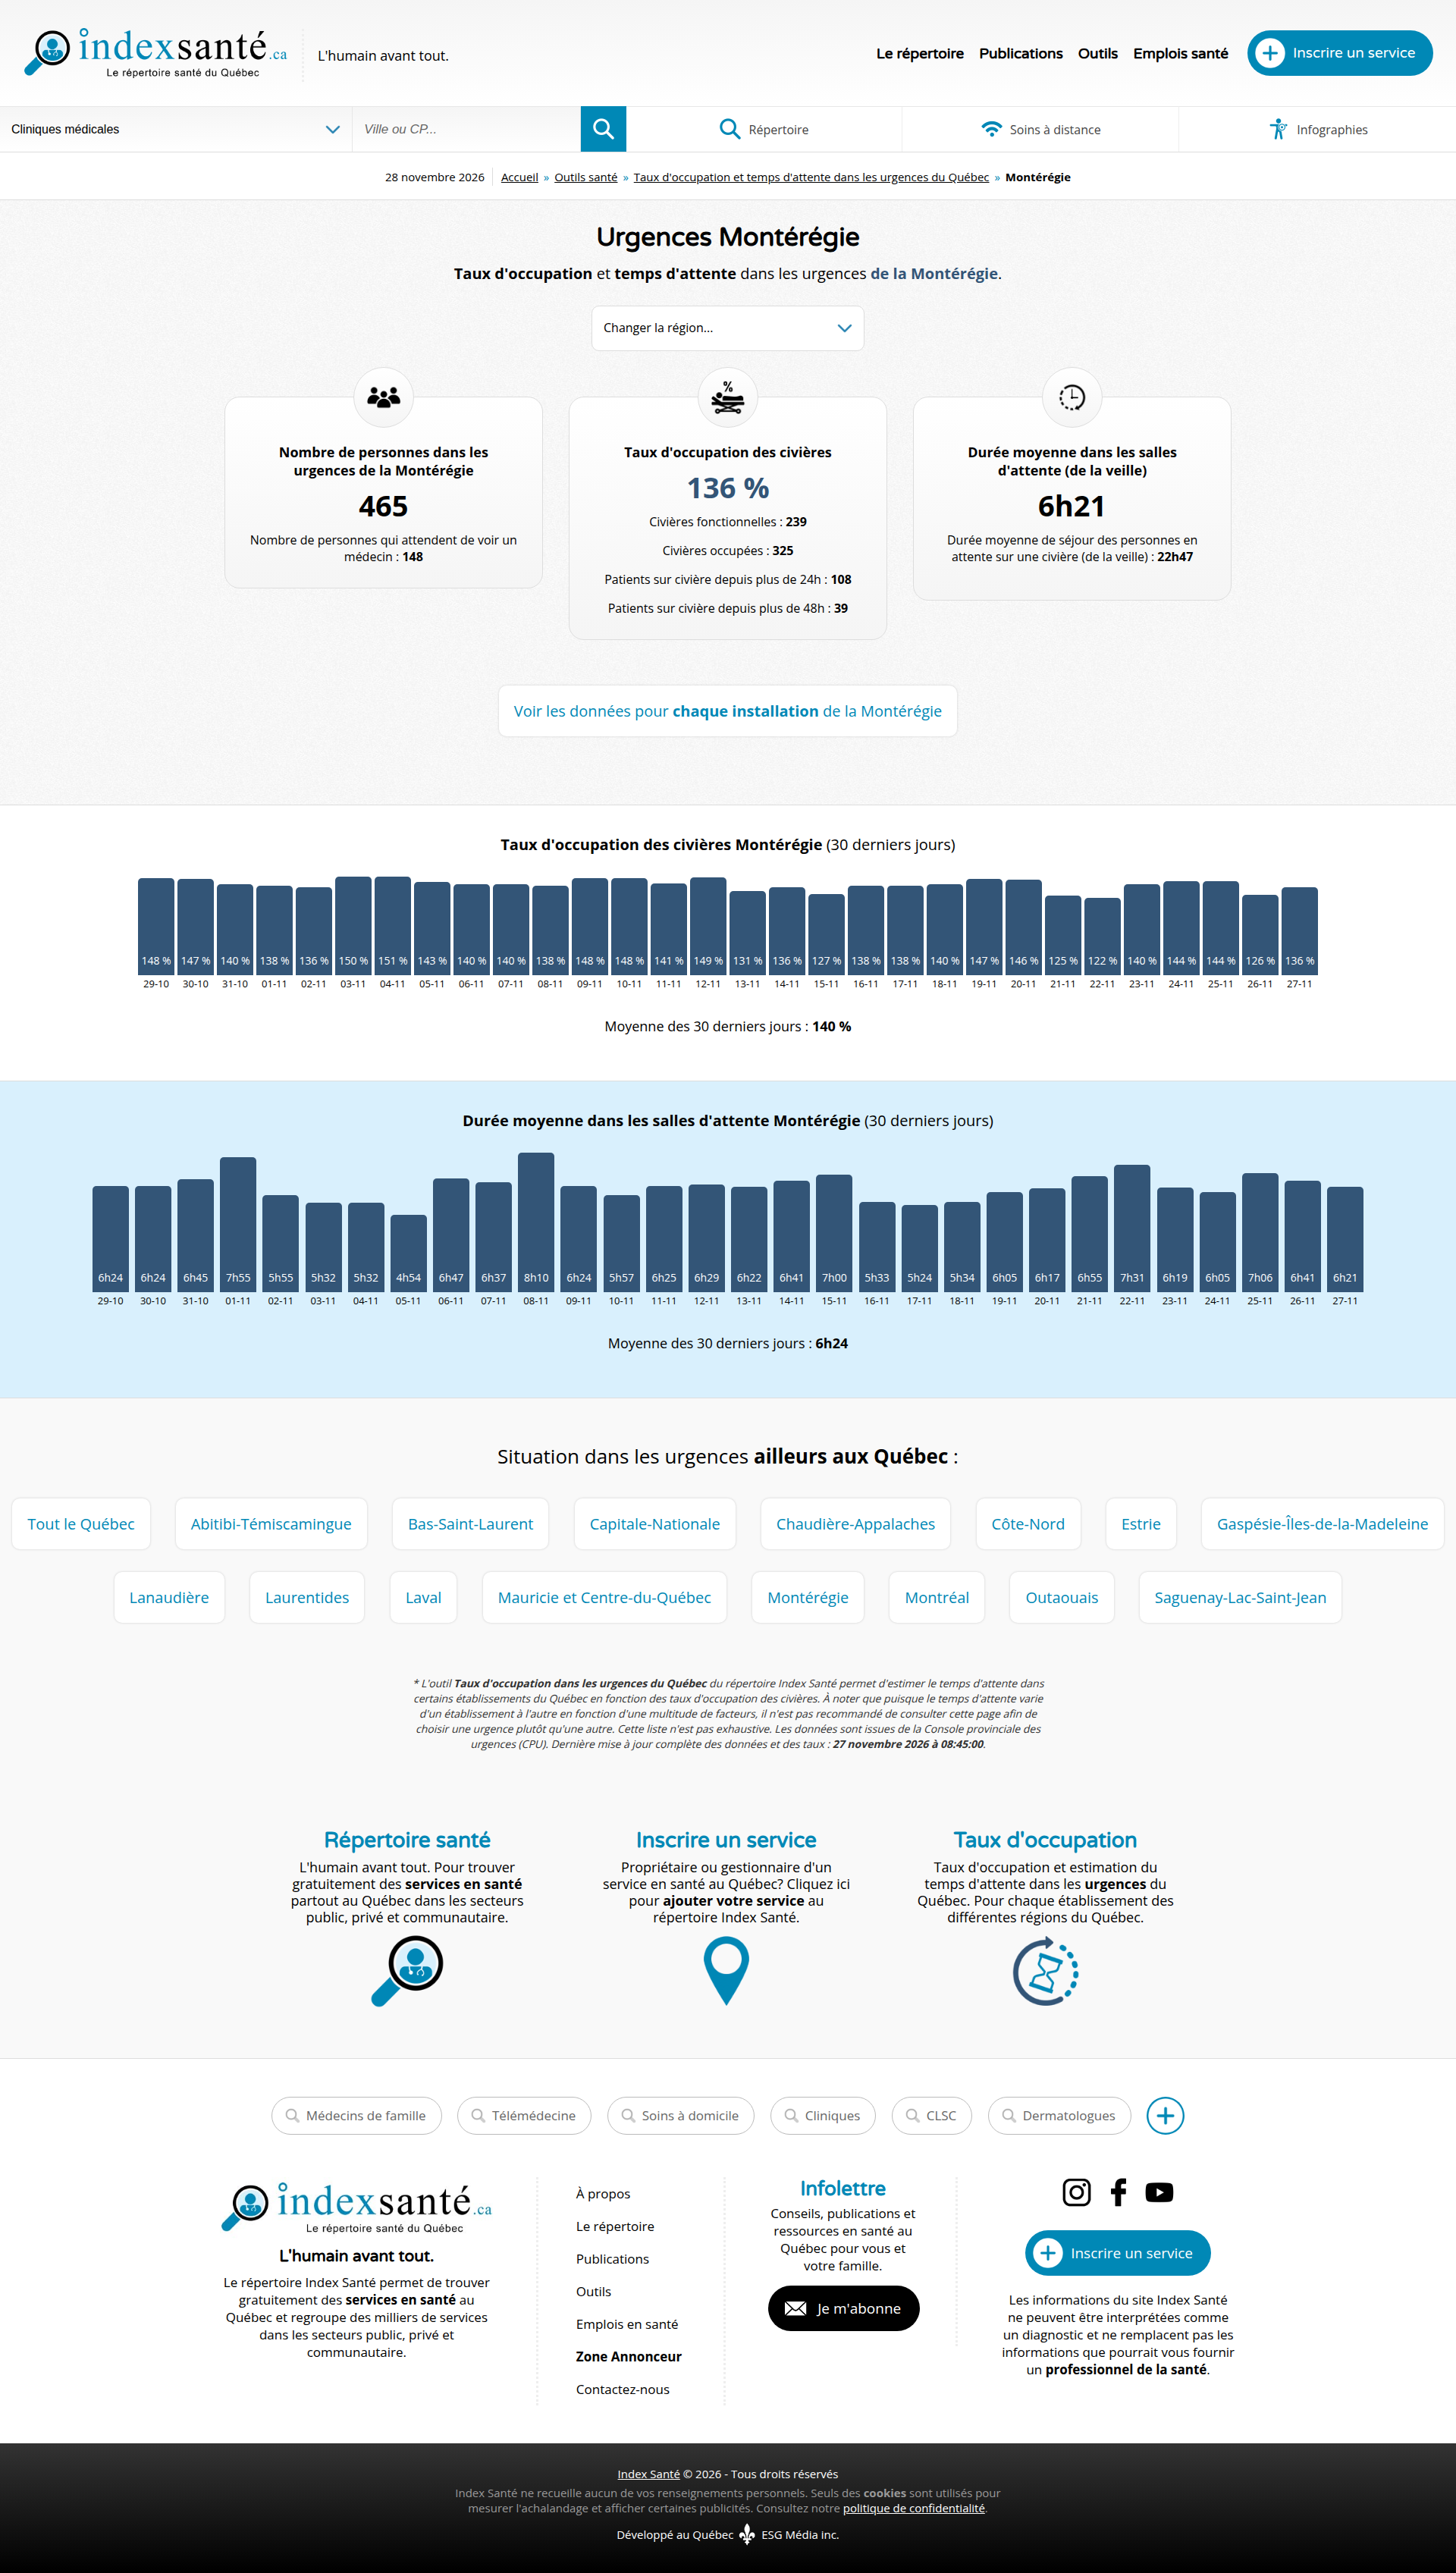 indexsanté.ca
Le répertoire santé du Québec
L'humain avant tout.
Le répertoire
Publications
Outils
Emplois santé
Inscrire un service
Cliniques médicales
Ville ou CP...
Répertoire
Soins à distance
Infographies
28 novembre 2026 Accueil » Outils santé » Taux d'occupation et temps d'attente dans les urgences du Québec » Montérégie
Urgences Montérégie
Taux d'occupation et temps d'attente dans les urgences de la Montérégie.
Changer la région...
Nombre de personnes dans les
urgences de la Montérégie
465
Nombre de personnes qui attendent de voir un
médecin : 148
%
Taux d'occupation des civières
136 %
Civières fonctionnelles : 239
Civières occupées : 325
Patients sur civière depuis plus de 24h : 108
Patients sur civière depuis plus de 48h : 39
Durée moyenne dans les salles
d'attente (de la veille)
6h21
Durée moyenne de séjour des personnes en
attente sur une civière (de la veille) : 22h47
Voir les données pour chaque installation de la Montérégie
Taux d'occupation des civières Montérégie (30 derniers jours)
148 % 147 % 140 % 138 % 136 % 150 % 151 % 143 % 140 % 140 % 138 % 148 % 148 % 141 % 149 % 131 % 136 % 127 % 138 % 138 % 140 % 147 % 146 % 125 % 122 % 140 % 144 % 144 % 126 % 136 %
29-10 30-10 31-10 01-11 02-11 03-11 04-11 05-11 06-11 07-11 08-11 09-11 10-11 11-11 12-11 13-11 14-11 15-11 16-11 17-11 18-11 19-11 20-11 21-11 22-11 23-11 24-11 25-11 26-11 27-11
Moyenne des 30 derniers jours : 140 %
Durée moyenne dans les salles d'attente Montérégie (30 derniers jours)
6h24 6h24 6h45 7h55 5h55 5h32 5h32 4h54 6h47 6h37 8h10 6h24 5h57 6h25 6h29 6h22 6h41 7h00 5h33 5h24 5h34 6h05 6h17 6h55 7h31 6h19 6h05 7h06 6h41 6h21
29-10 30-10 31-10 01-11 02-11 03-11 04-11 05-11 06-11 07-11 08-11 09-11 10-11 11-11 12-11 13-11 14-11 15-11 16-11 17-11 18-11 19-11 20-11 21-11 22-11 23-11 24-11 25-11 26-11 27-11
Moyenne des 30 derniers jours : 6h24
Situation dans les urgences ailleurs aux Québec :
Tout le Québec
Abitibi-Témiscamingue
Bas-Saint-Laurent
Capitale-Nationale
Chaudière-Appalaches
Côte-Nord
Estrie
Gaspésie-Îles-de-la-Madeleine
Lanaudière
Laurentides
Laval
Mauricie et Centre-du-Québec
Montérégie
Montréal
Outaouais
Saguenay-Lac-Saint-Jean
* L'outil Taux d'occupation dans les urgences du Québec du répertoire Index Santé permet d'estimer le temps d'attente dans
certains établissements du Québec en fonction des taux d'occupation des civières. À noter que puisque le temps d'attente varie
d'un établissement à l'autre en fonction d'une multitude de facteurs, il n'est pas recommandé de consulter cette page afin de
choisir une urgence plutôt qu'une autre. Cette liste n'est pas exhaustive. Les données sont issues de la Console provinciale des
urgences (CPU). Dernière mise à jour complète des données et des taux : 27 novembre 2026 à 08:45:00.
Répertoire santé
L'humain avant tout. Pour trouver
gratuitement des services en santé
partout au Québec dans les secteurs
public, privé et communautaire.
Inscrire un service
Propriétaire ou gestionnaire d'un
service en santé au Québec? Cliquez ici
pour ajouter votre service au
répertoire Index Santé.
Taux d'occupation
Taux d'occupation et estimation du
temps d'attente dans les urgences du
Québec. Pour chaque établissement des
différentes régions du Québec.
Médecins de famille
Télémédecine
Soins à domicile
Cliniques
CLSC
Dermatologues
indexsanté.ca
Le répertoire santé du Québec
L'humain avant tout.
Le répertoire Index Santé permet de trouver
gratuitement des services en santé au
Québec et regroupe des milliers de services
dans les secteurs public, privé et
communautaire.
À propos
Le répertoire
Publications
Outils
Emplois en santé
Zone Annonceur
Contactez-nous
Infolettre
Conseils, publications et
ressources en santé au
Québec pour vous et
votre famille.
Je m'abonne
Inscrire un service
Les informations du site Index Santé
ne peuvent être interprétées comme
un diagnostic et ne remplacent pas les
informations que pourrait vous fournir
un professionnel de la santé.
Index Santé © 2026 - Tous droits réservés
Index Santé ne recueille aucun de vos renseignements personnels. Seuls des cookies sont utilisés pour
mesurer l'achalandage et afficher certaines publicités. Consultez notre politique de confidentialité.
Développé au Québec ESG Média inc.